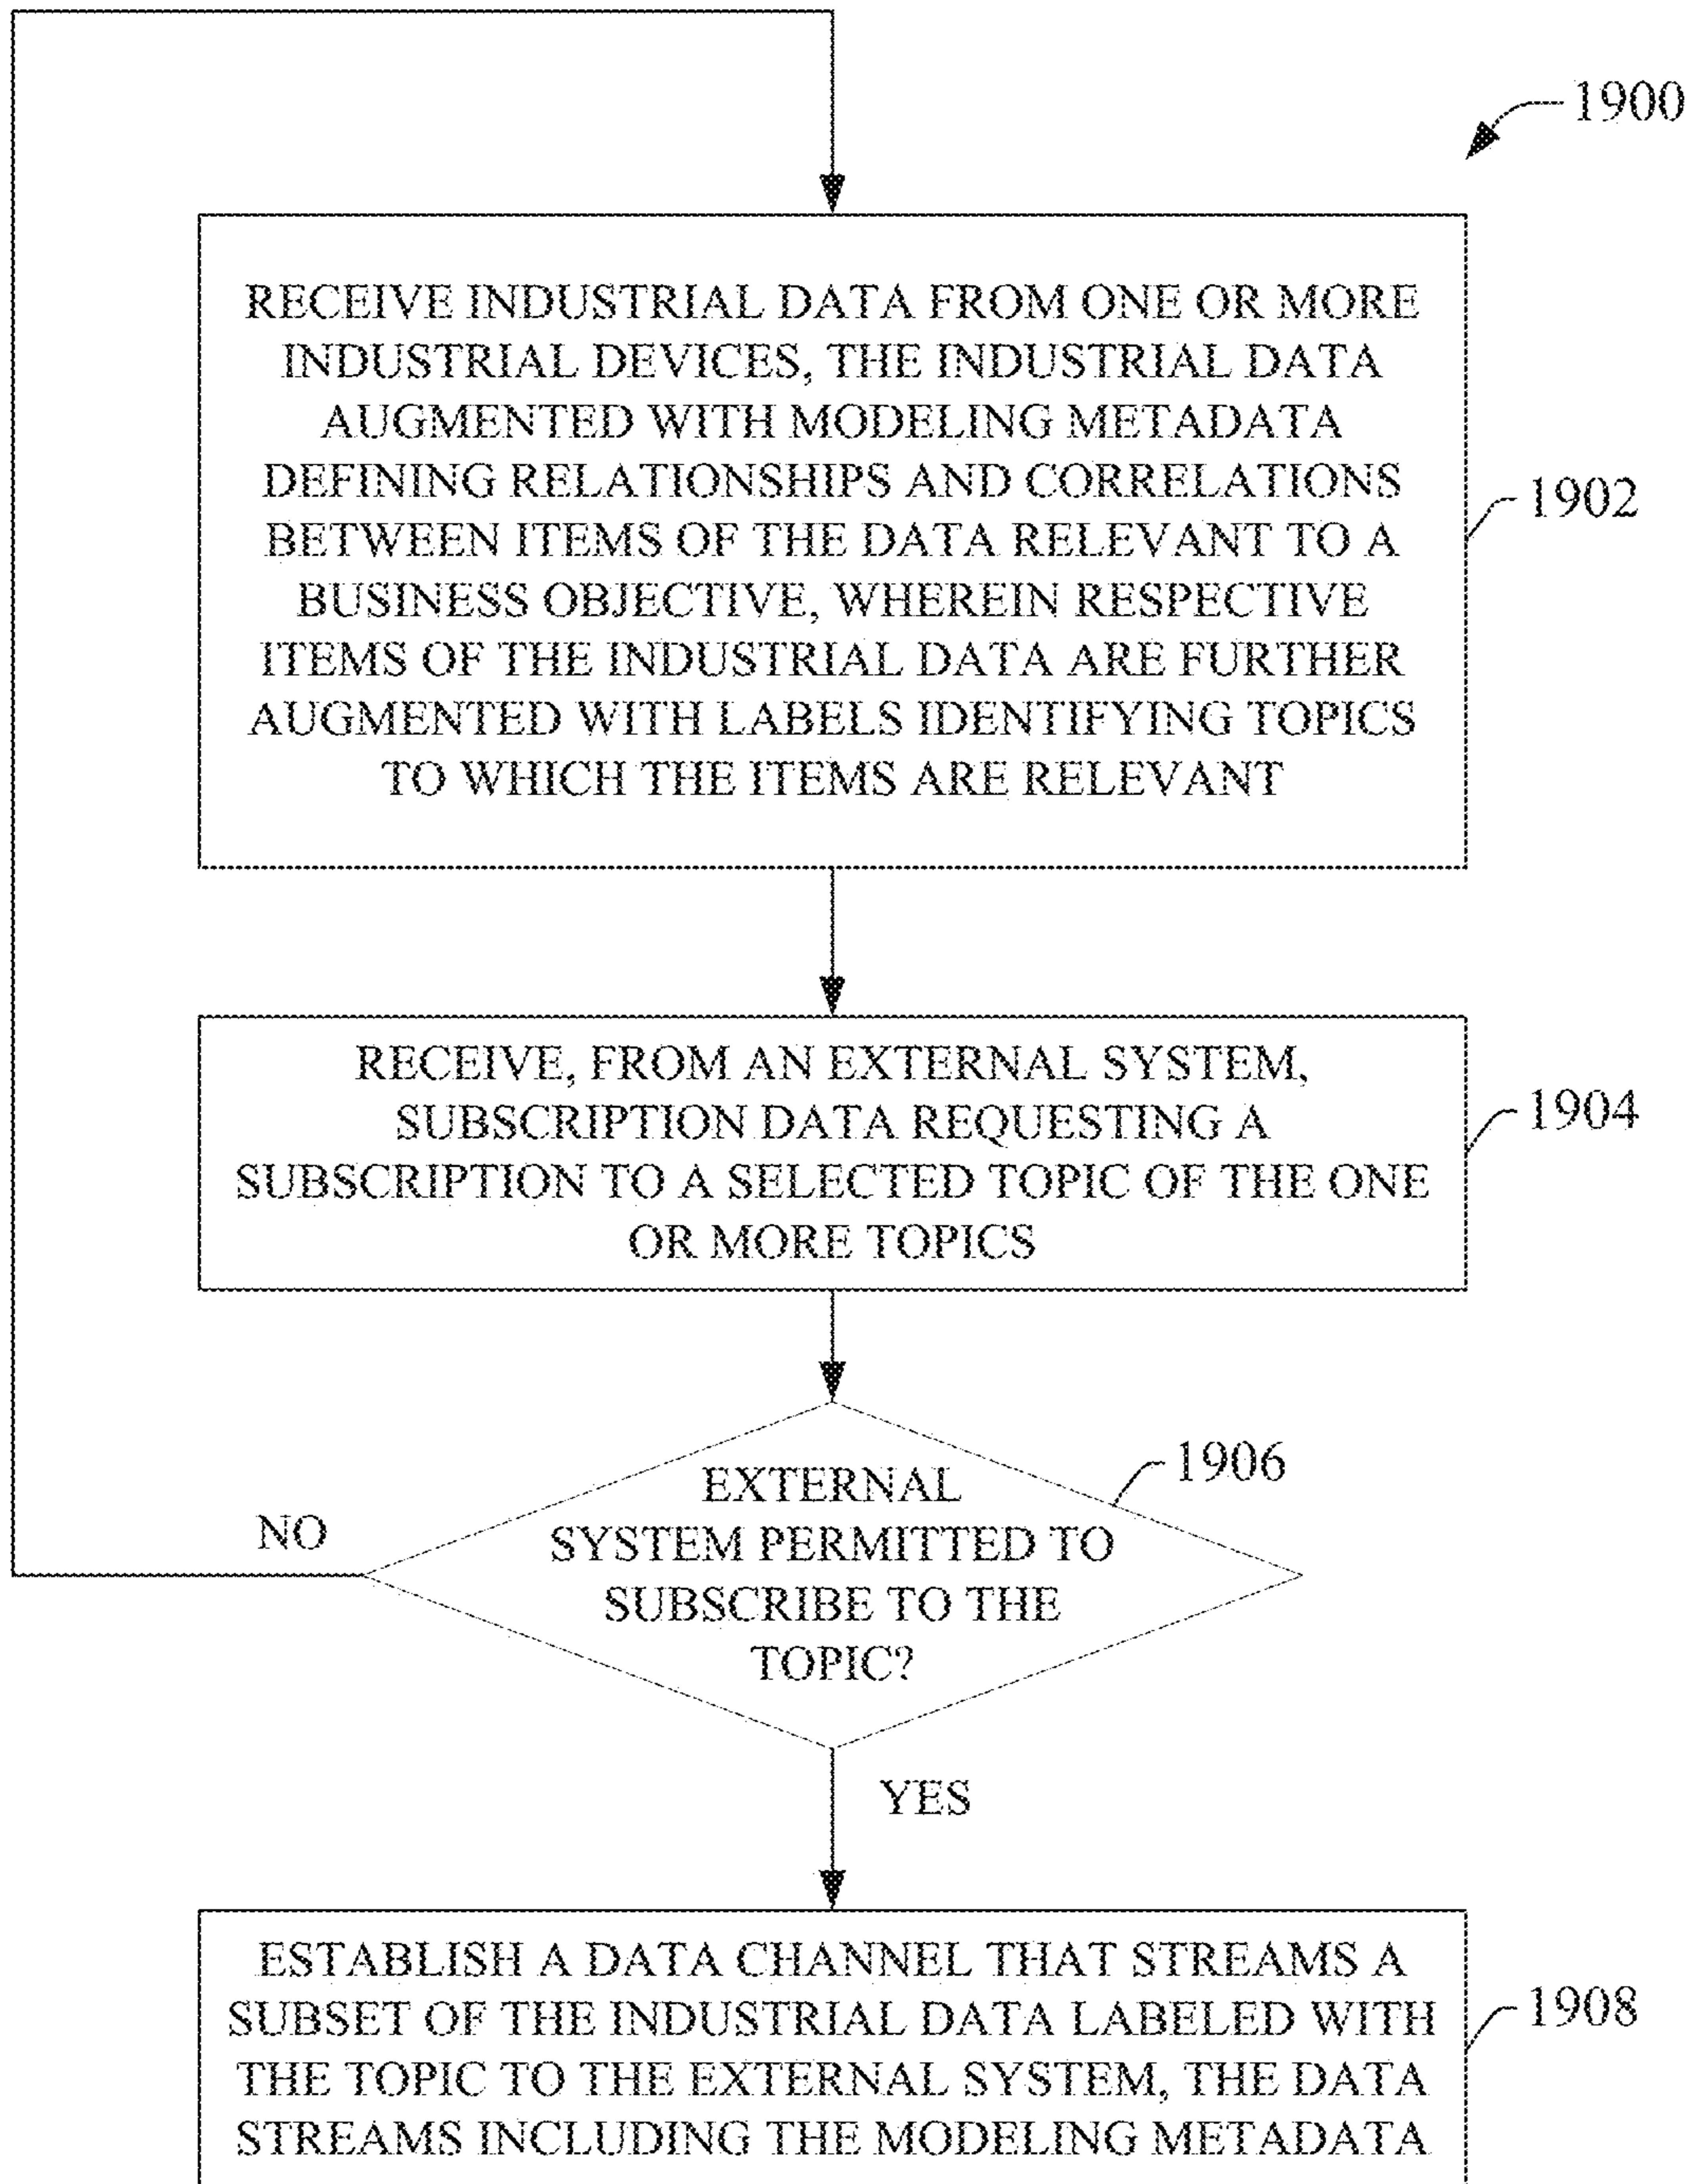 1900
RECEIVE INDUSTRIAL DATA FROM ONE OR MORE
INDUSTRIAL DEVICES, THE INDUSTRIAL DATA
AUGMENTED WITH MODELING METADATA
DEFINING RELATIONSHIPS AND CORRELATIONS
BETWEEN ITEMS OF THE DATA RELEVANT TO A
BUSINESS OBJECTIVE, WHEREIN RESPECTIVE
ITEMS OF THE INDUSTRIAL DATA ARE FURTHER
AUGMENTED WITH LABELS IDENTIFYING TOPICS
TO WHICH THE ITEMS ARE RELEVANT
1902
RECEIVE, FROM AN EXTERNAL SYSTEM,
SUBSCRIPTION DATA REQUESTING A
SUBSCRIPTION TO A SELECTED TOPIC OF THE ONE
OR MORE TOPICS
1904
EXTERNAL
SYSTEM PERMITTED TO
SUBSCRIBE TO THE
TOPIC?
1906
NO
YES
ESTABLISH A DATA CHANNEL THAT STREAMS A
SUBSET OF THE INDUSTRIAL DATA LABELED WITH
THE TOPIC TO THE EXTERNAL SYSTEM, THE DATA
STREAMS INCLUDING THE MODELING METADATA
1908